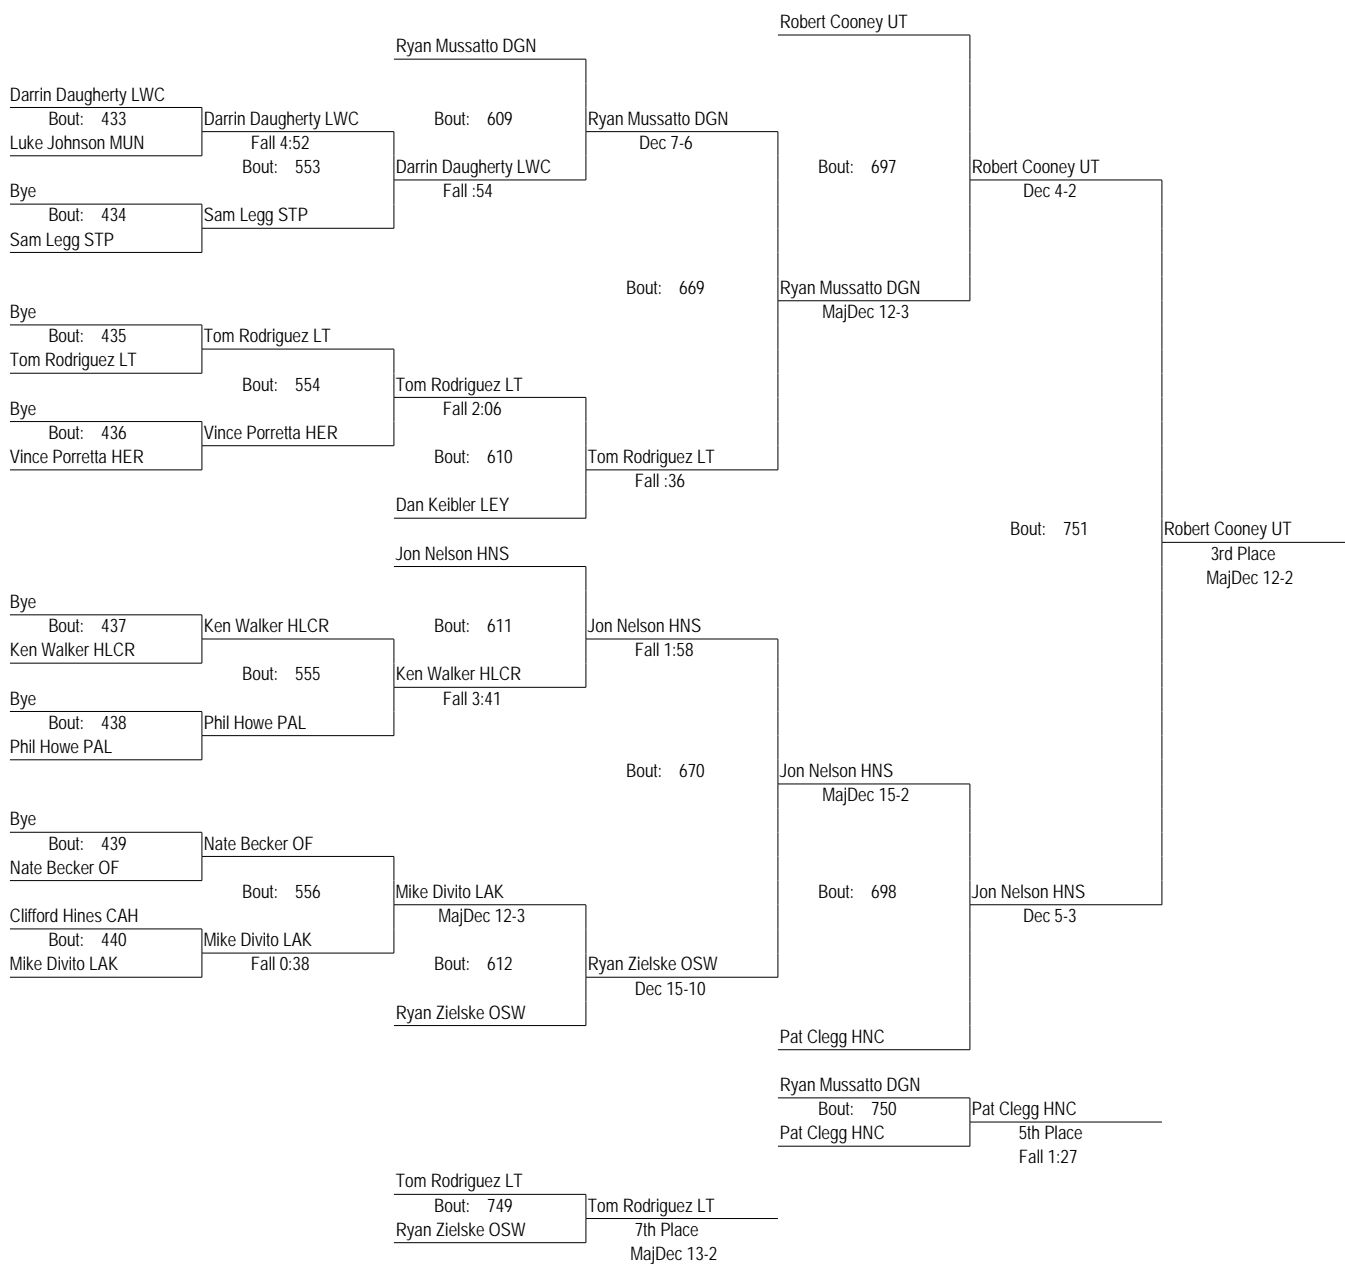 Robert Cooney UT
Ryan Mussatto DGN
Darrin Daugherty LWC
Bout: 433
Darrin Daugherty LWC
Bout: 609
Ryan Mussatto DGN
Luke Johnson MUN
Fall 4:52
Dec 7-6
Bout: 553
Darrin Daugherty LWC
Bout: 697
Robert Cooney UT
Bye
Fall :54
Dec 4-2
Bout: 434
Sam Legg STP
Sam Legg STP
Bout: 669
Ryan Mussatto DGN
Bye
MajDec 12-3
Bout: 435
Tom Rodriguez LT
Tom Rodriguez LT
Bout: 554
Tom Rodriguez LT
Bye
Fall 2:06
Bout: 436
Vince Porretta HER
Vince Porretta HER
Bout: 610
Tom Rodriguez LT
Fall :36
Dan Keibler LEY
Bout: 751
Robert Cooney UT
Jon Nelson HNS
3rd Place
MajDec 12-2
Bye
Bout: 437
Ken Walker HLCR
Bout: 611
Jon Nelson HNS
Ken Walker HLCR
Fall 1:58
Bout: 555
Ken Walker HLCR
Bye
Fall 3:41
Bout: 438
Phil Howe PAL
Phil Howe PAL
Bout: 670
Jon Nelson HNS
MajDec 15-2
Bye
Bout: 439
Nate Becker OF
Nate Becker OF
Bout: 556
Mike Divito LAK
Bout: 698
Jon Nelson HNS
Clifford Hines CAH
MajDec 12-3
Dec 5-3
Bout: 440
Mike Divito LAK
Mike Divito LAK
Fall 0:38
Bout: 612
Ryan Zielske OSW
Dec 15-10
Ryan Zielske OSW
Pat Clegg HNC
Ryan Mussatto DGN
Bout: 750
Pat Clegg HNC
Pat Clegg HNC
5th Place
Fall 1:27
Tom Rodriguez LT
Bout: 749
Tom Rodriguez LT
Ryan Zielske OSW
7th Place
MajDec 13-2